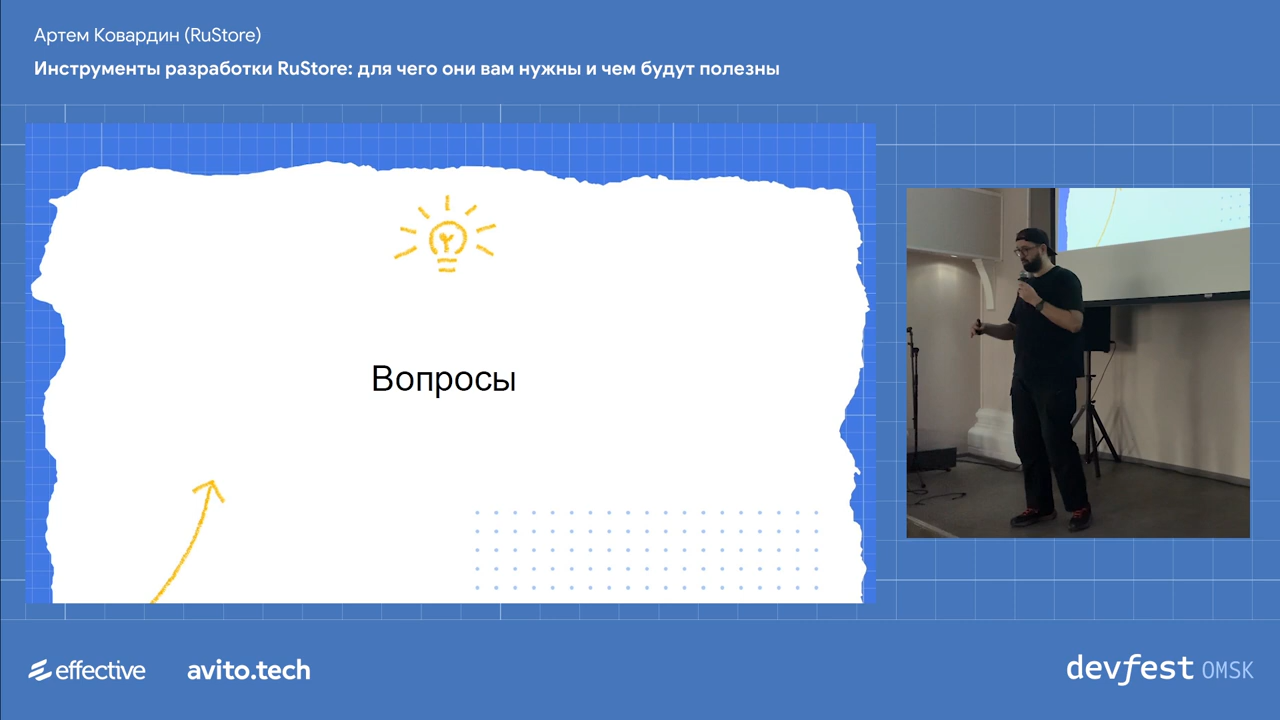 Артем Ковардин (RuStore)
Инструменты разработки RuStore: для чего они вам нужны и чем будут полезны
Вопросы
effective
avito.tech
devfest OMSK